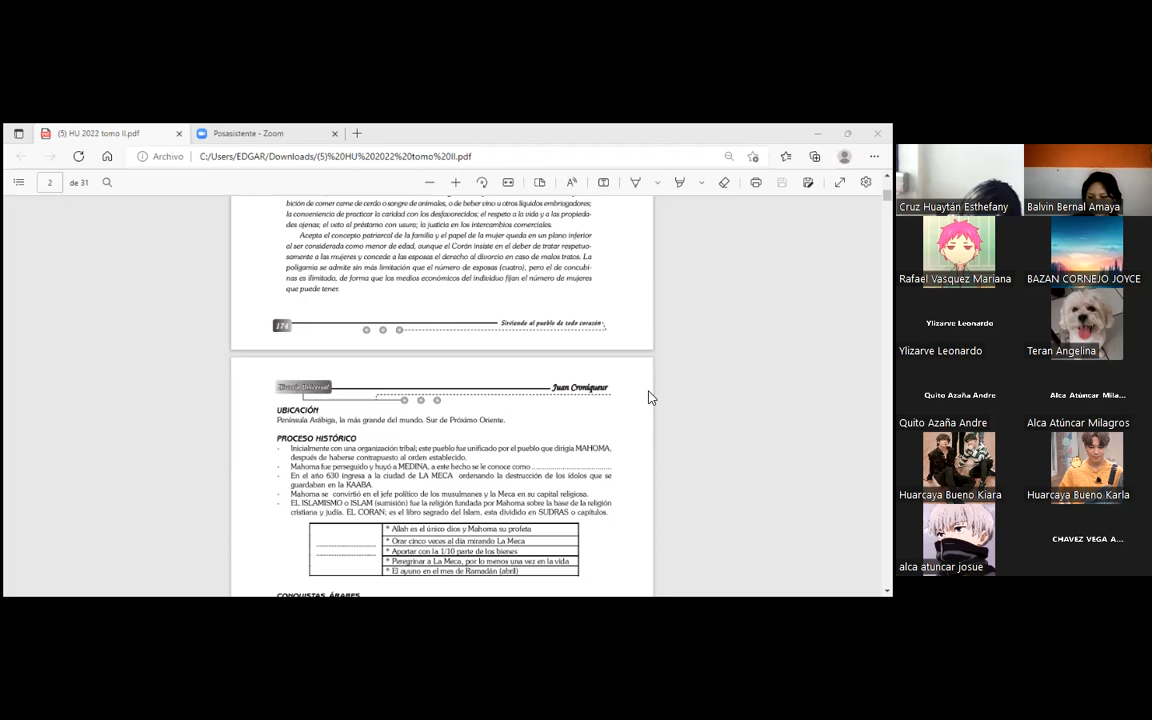 (5) HU 2022 tomo II.pdf
Posasistente - Zoom
Archivo
C:/Users/EDGAR/Downloads/(5)%20HU%202022%20tomo%20II.pdf
2
de 31
bición de comer carne de cerdo o sangre de animales, o de beber vino u otros líquidos embriagadores;
la conveniencia de practicar la caridad con los desfavorecidos; el respeto a la vida y a las propieda-
des ajenas; el veto al préstamo con usura; la justicia en los intercambios comerciales.
Acepta el concepto patriarcal de la familia y el papel de la mujer queda en un plano inferior
al ser considerada como menor de edad, aunque el Corán insiste en el deber de tratar respetuo-
samente a las mujeres y concede a las esposas el derecho al divorcio en caso de malos tratos. La
poligamia se admite sin más limitación que el número de esposas (cuatro), pero el de concubi-
nas es ilimitado, de forma que los medios económicos del individuo fijan el número de mujeres
que puede tener.
174
Sirviendo al pueblo de todo corazón
Historia Universal
Juan Croniqueur
UBICACIÓN
Península Arábiga, la más grande del mundo. Sur de Próximo Oriente.
PROCESO HISTÓRICO
- Inicialmente con una organización tribal; este pueblo fue unificado por el pueblo que dirigía MAHOMA,
después de haberse contrapuesto al orden establecido.
- Mahoma fue perseguido y huyó a MEDINA, a este hecho se le conoce como ................................
- En el año 630 ingresa a la ciudad de LA MECA ordenando la destrucción de los ídolos que se
guardaban en la KAABA.
- Mahoma se convirtió en el jefe político de los musulmanes y la Meca en su capital religiosa.
- EL ISLAMISMO o ISLAM (sumisión) fue la religión fundada por Mahoma sobre la base de la religión
cristiana y judía. EL CORAN; es el libro sagrado del Islam, esta dividido en SUDRAS o capítulos.
* Allah es el único dios y Mahoma su profeta
* Orar cinco veces al día mirando La Meca
* Aportar con la 1/10 parte de los bienes
* Peregrinar a La Meca, por lo menos una vez en la vida
* El ayuno en el mes de Ramadán (abril)
CONQUISTAS ÁRABES
Cruz Huaytán Esthefany
Balvin Bernal Amaya
Rafael Vasquez Mariana
BAZAN CORNEJO JOYCE
Ylizarve Leonardo
Ylizarve Leonardo
Teran Angelina
Quito Azaña Andre
Alca Atúncar Mila...
Quito Azaña Andre
Alca Atúncar Milagros
Huarcaya Bueno Kiara
Huarcaya Bueno Karla
CHAVEZ VEGA A...
alca atuncar josue